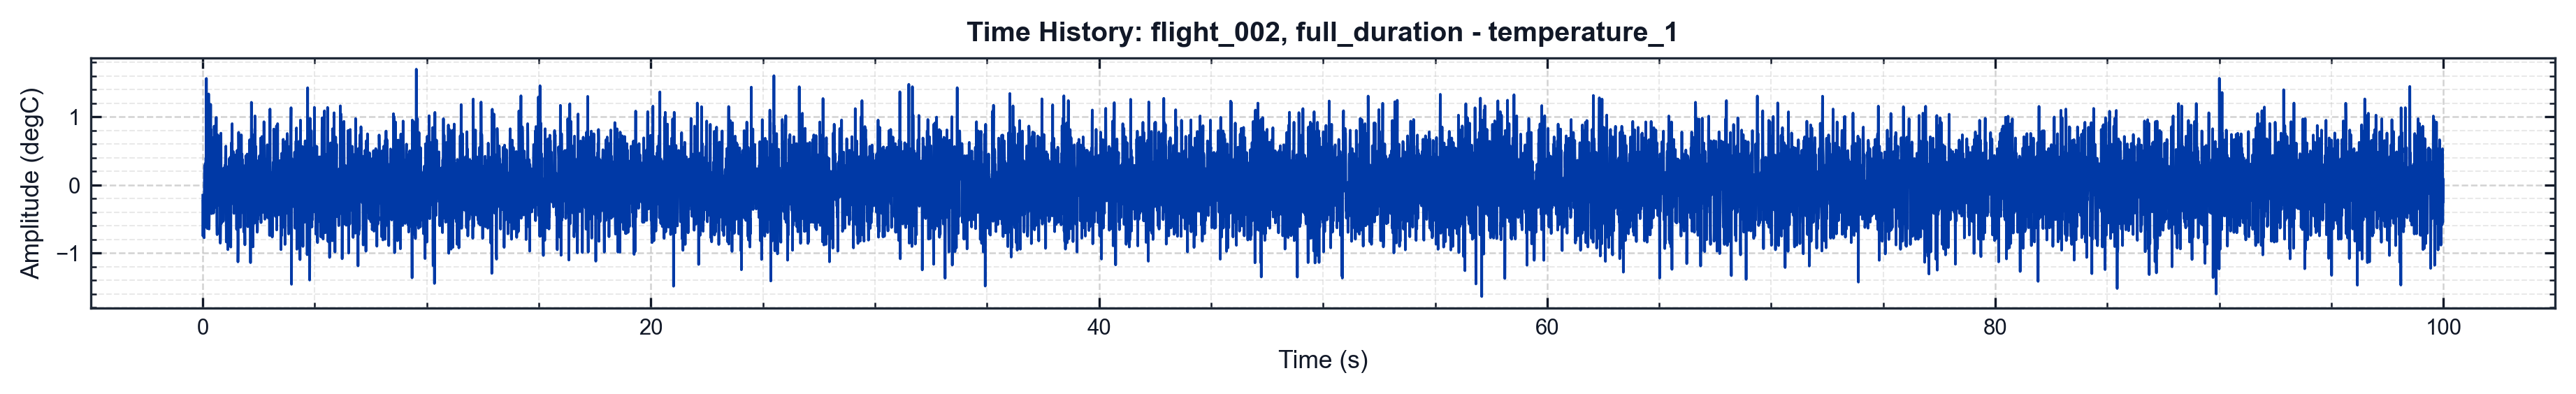 Time History: flight_002, full_duration - temperature_1
Amplitude (degC)
1
0
−1
0 20 40 60 80 100
Time (s)